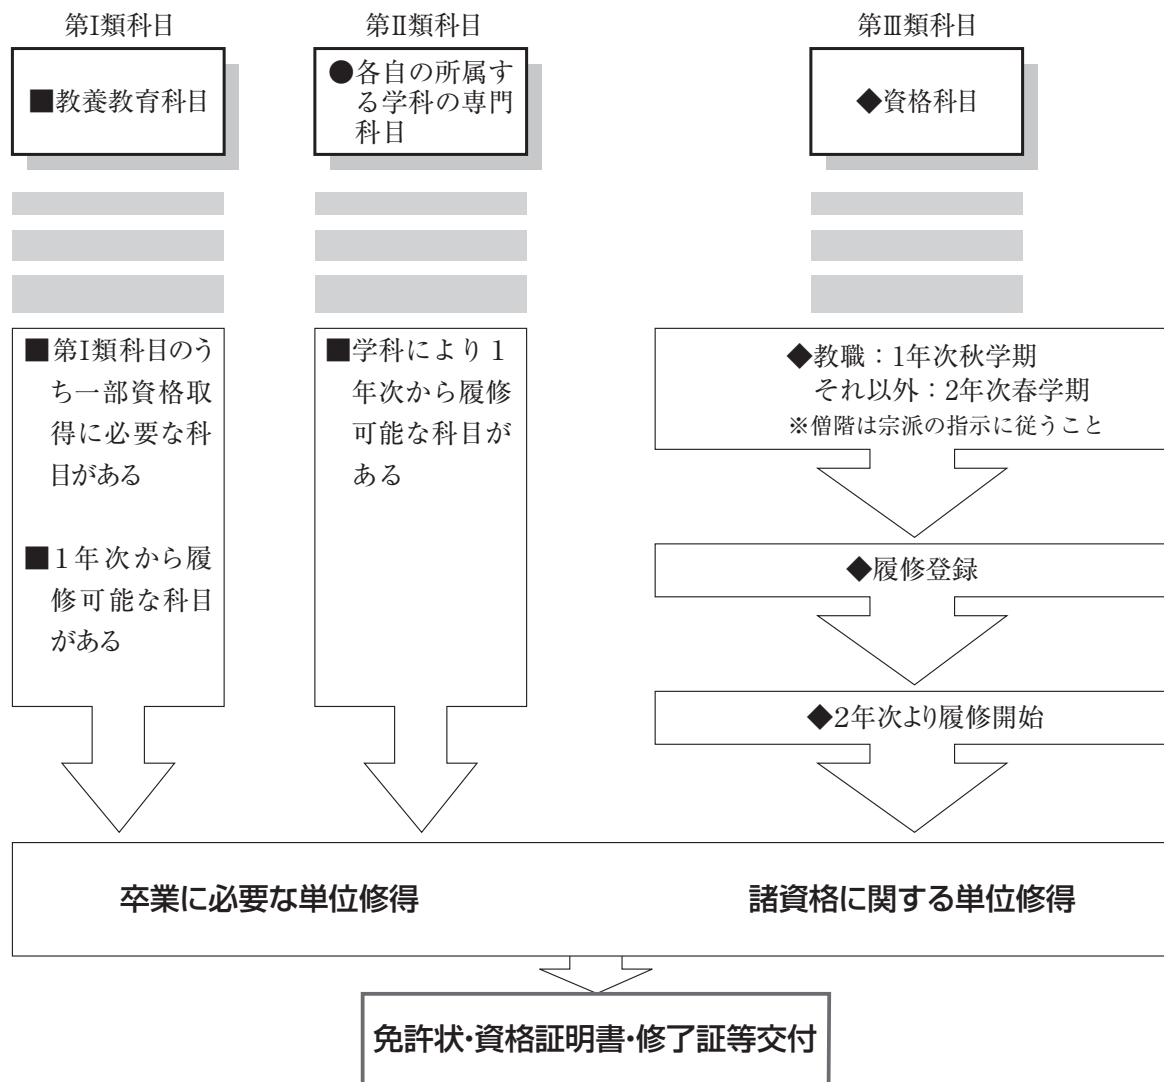 第Ⅰ類科目
■教養教育科目
第Ⅱ類科目
●各自の所属す
る学科の専門
科目
第Ⅲ類科目
◆資格科目
■第Ⅰ類科目のう
ち一部資格取
得に必要な科
目がある
■1年次から履
修可能な科目
がある
■学科により1
年次から履修
可能な科目が
ある
◆教職：1年次秋学期
それ以外：2年次春学期
※僧階は宗派の指示に従うこと
◆履修登録
◆2年次より履修開始
卒業に必要な単位修得
諸資格に関する単位修得
免許状・資格証明書・修了証等交付